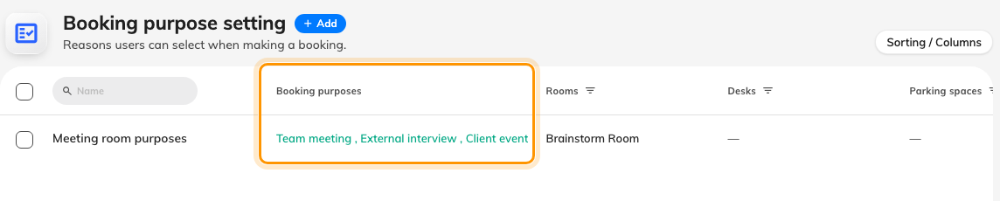 Booking purpose setting + Add
Reasons users can select when making a booking.
Sorting / Columns
Name Booking purposes Rooms Desks Parking spaces
Meeting room purposes Team meeting , External interview , Client event Brainstorm Room — —